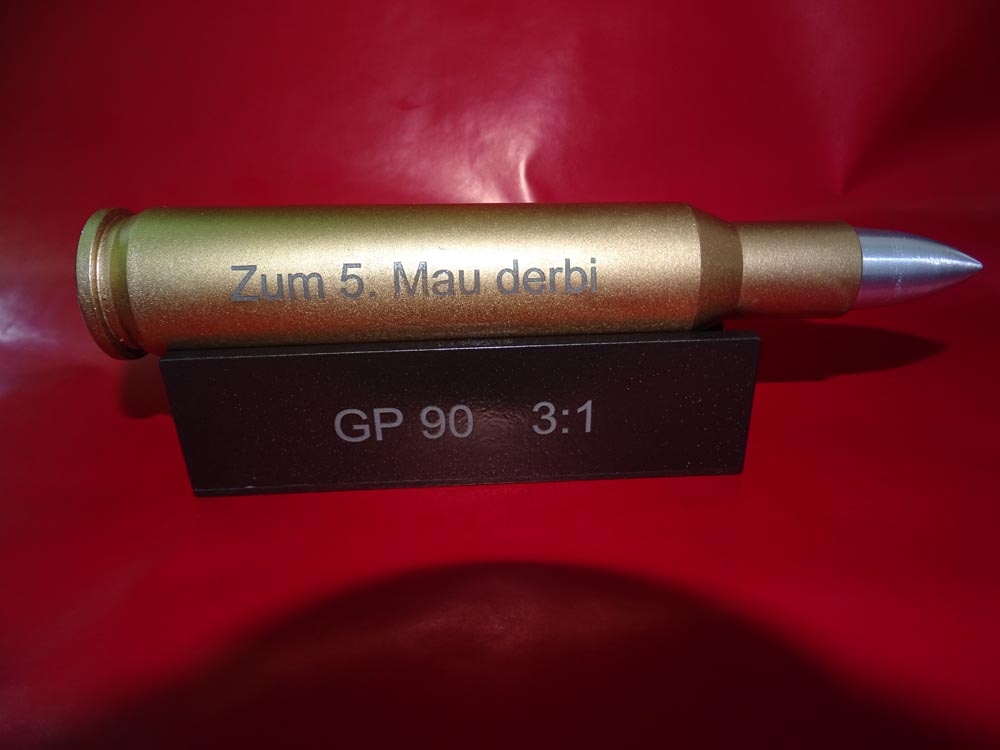 Zum 5. Mau derbi
GP 90 3:1